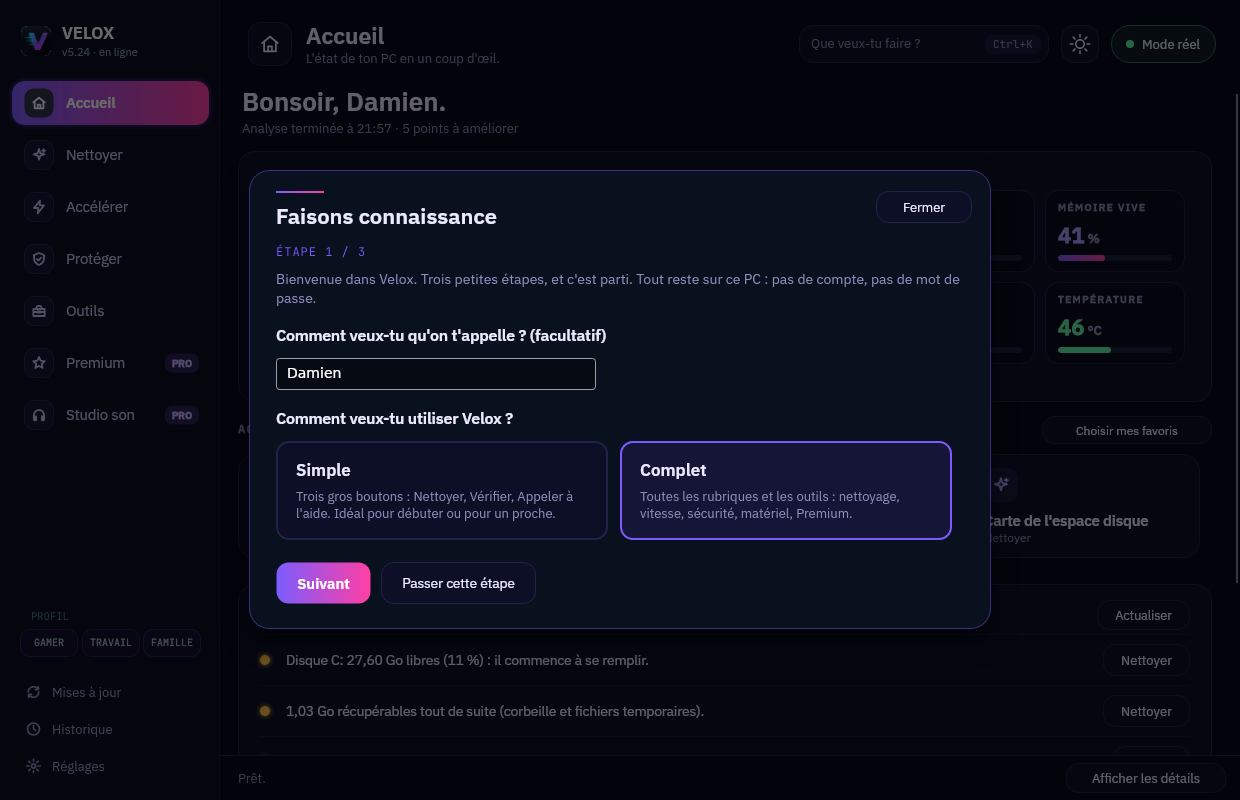 VELOX
v5.24 · en ligne
Accueil
Nettoyer
Accélérer
Protéger
Outils
Premium PRO
Studio son PRO
PROFIL
GAMER TRAVAIL FAMILLE
Mises à jour
Historique
Réglages
Accueil
L'état de ton PC en un coup d'œil.
Que veux-tu faire ? Ctrl+K
Mode réel
Bonsoir, Damien.
Analyse terminée à 21:57 · 5 points à améliorer
MÉMOIRE VIVE
41 %
TEMPÉRATURE
46 °C
Choisir mes favoris
Carte de l'espace disque
Nettoyer
Faisons connaissance
Fermer
ÉTAPE 1 / 3
Bienvenue dans Velox. Trois petites étapes, et c'est parti. Tout reste sur ce PC : pas de compte, pas de mot de
passe.
Comment veux-tu qu'on t'appelle ? (facultatif)
Damien
Comment veux-tu utiliser Velox ?
Simple
Trois gros boutons : Nettoyer, Vérifier, Appeler à
l'aide. Idéal pour débuter ou pour un proche.
Complet
Toutes les rubriques et les outils : nettoyage,
vitesse, sécurité, matériel, Premium.
Suivant
Passer cette étape
Actualiser
Disque C: 27,60 Go libres (11 %) : il commence à se remplir.
Nettoyer
1,03 Go récupérables tout de suite (corbeille et fichiers temporaires).
Nettoyer
Prêt.
Afficher les détails